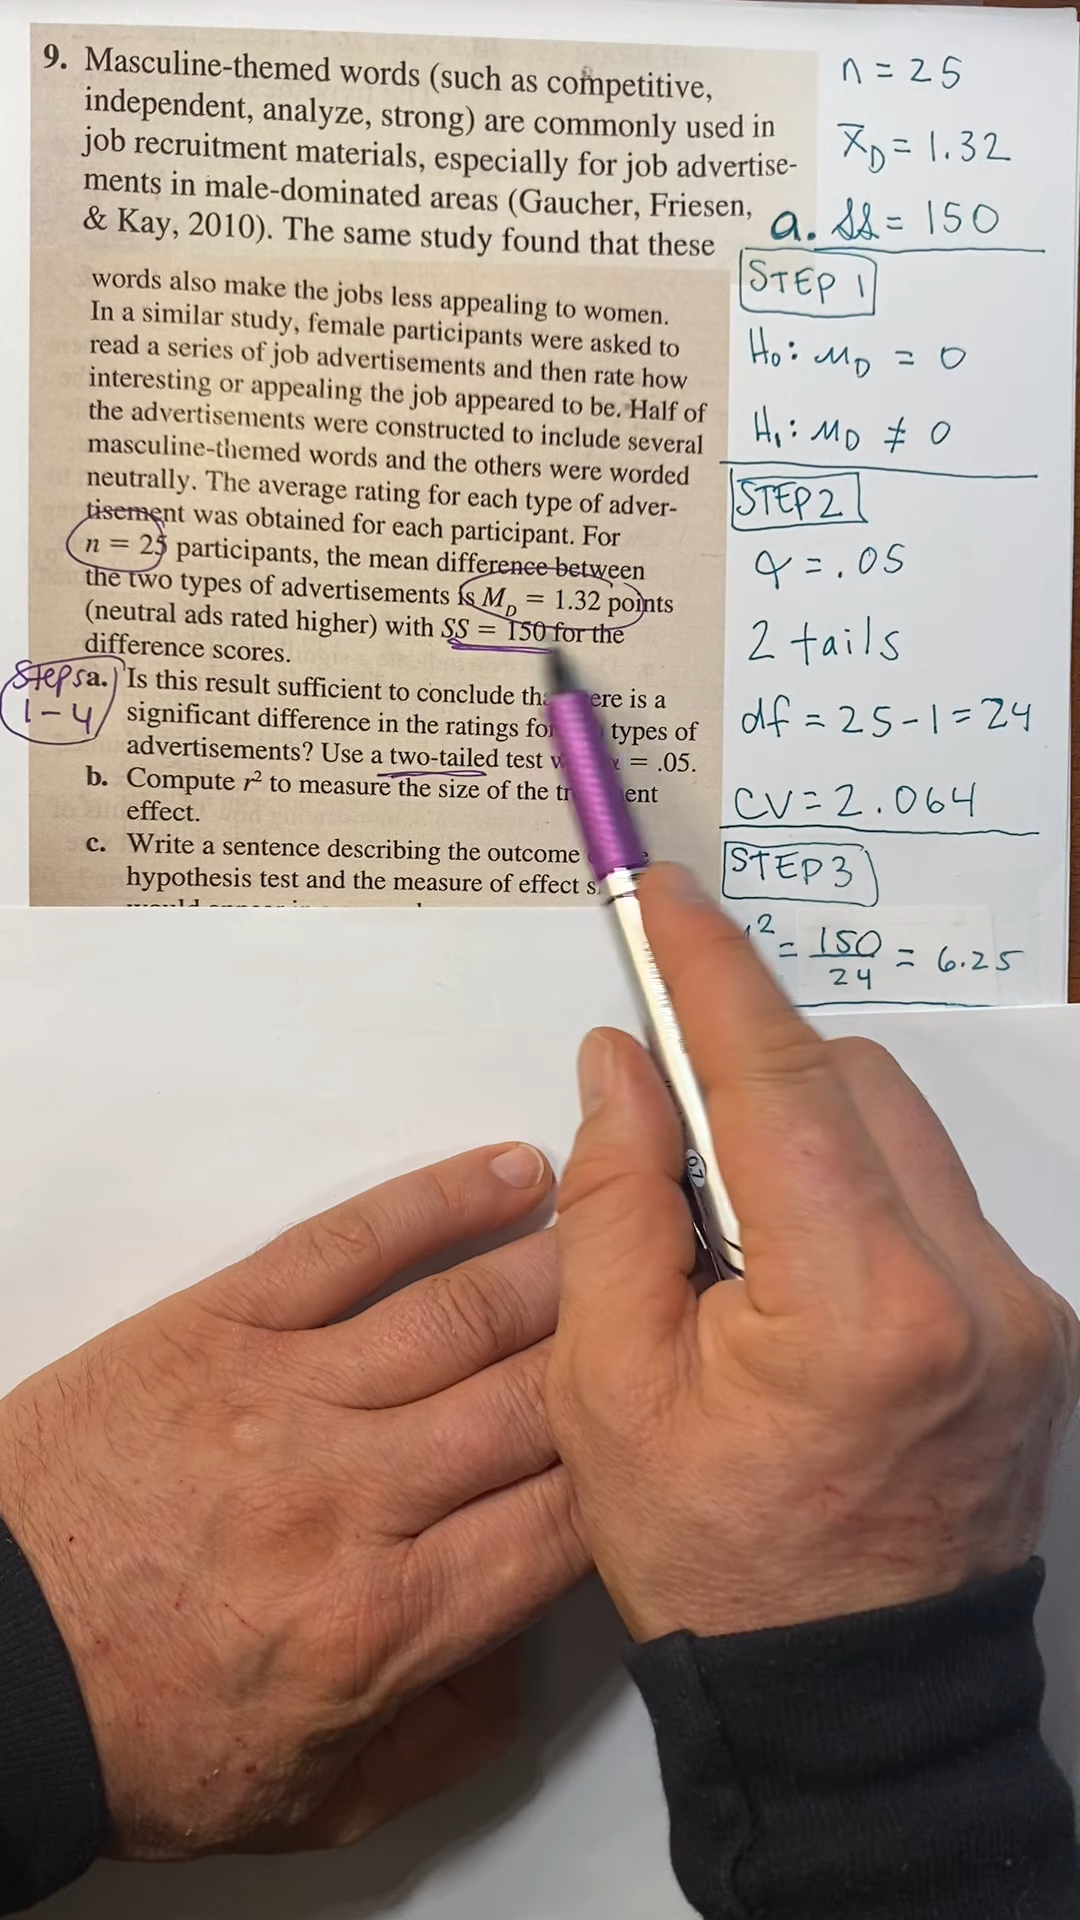 9. Masculine-themed words (such as competitive,
independent, analyze, strong) are commonly used in
job recruitment materials, especially for job advertise-
ments in male-dominated areas (Gaucher, Friesen,
& Kay, 2010). The same study found that these
words also make the jobs less appealing to women.
In a similar study, female participants were asked to
read a series of job advertisements and then rate how
interesting or appealing the job appeared to be. Half of
the advertisements were constructed to include several
masculine-themed words and the others were worded
neutrally. The average rating for each type of adver-
tisement was obtained for each participant. For
n = 25 participants, the mean difference between
the two types of advertisements is M_D = 1.32 points
(neutral ads rated higher) with SS = 150 for the
difference scores.
Steps
1-4
a. Is this result sufficient to conclude ere is a
significant difference in the ratings types of
advertisements? Use a two-tailed test = .05.
b. Compute r² to measure the size of the ent
effect.
c. Write a sentence describing the outcome
hypothesis test and the measure of effect
n = 25
x̄_D = 1.32
a. SS = 150
STEP 1
H₀: μ_D = 0
H₁: μ_D ≠ 0
STEP 2
α = .05
2 tails
df = 25-1 = 24
CV = 2.064
STEP 3
² = 150/24 = 6.25
0.7